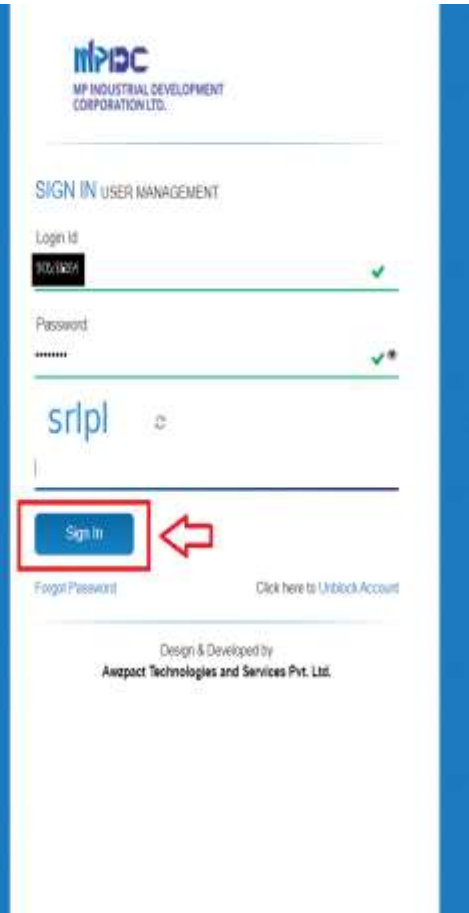 MPIDC
MP INDUSTRIAL DEVELOPMENT
CORPORATION LTD.
SIGN IN USER MANAGEMENT
Login Id
Password
••••••••
srlpl
Sign In
Forgot Password
Click here to Unblock Account
Design & Developed by
Awzpact Technologies and Services Pvt. Ltd.